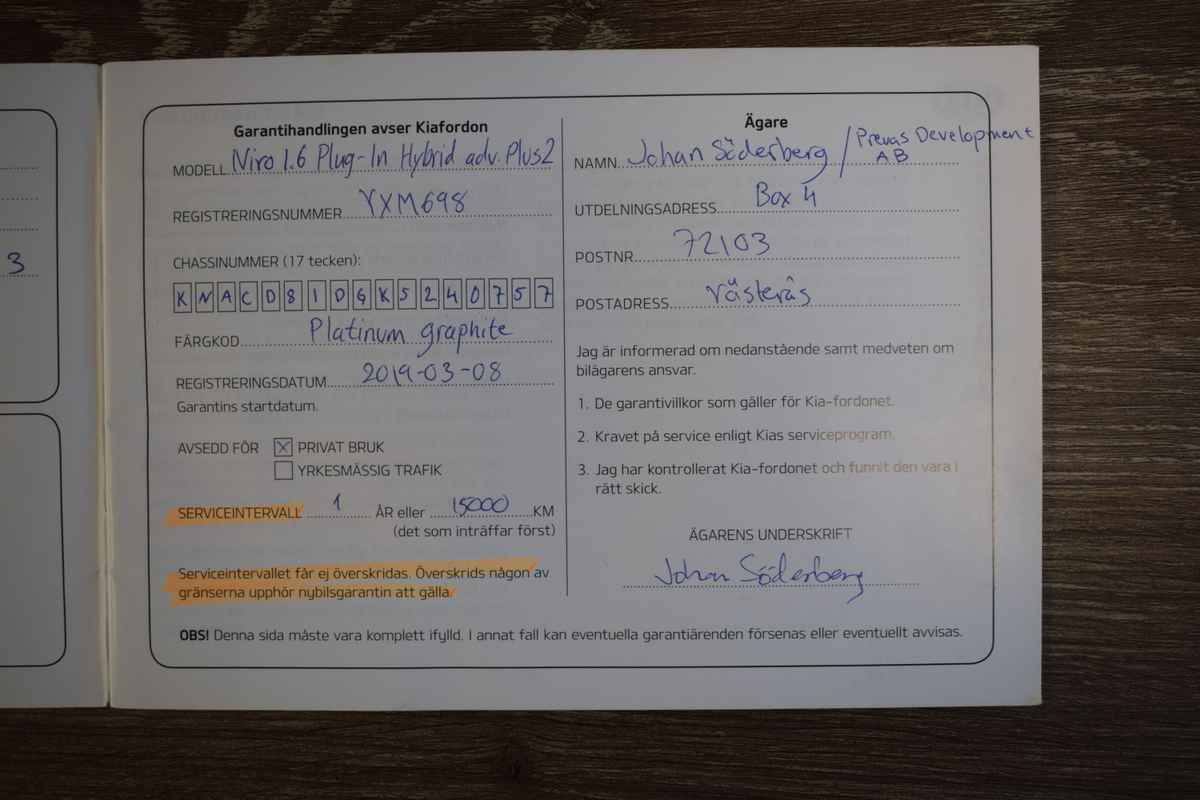 3
Garantihandlingen avser Kiafordon
MODELL Niro 1.6 Plug-In Hybrid adv. Plus2
REGISTRERINGSNUMMER YXM698
CHASSINUMMER (17 tecken):
KNACD81DGK5240757
FÄRGKOD Platinum graphite
REGISTRERINGSDATUM 2019-03-08
Garantins startdatum.
AVSEDD FÖR X PRIVAT BRUK
YRKESMÄSSIG TRAFIK
SERVICEINTERVALL 1 ÅR eller 15000 KM
(det som inträffar först)
Serviceintervallet får ej överskridas. Överskrids någon av
gränserna upphör nybilsgarantin att gälla.
Ägare
NAMN Johan Söderberg / Prevas Development
AB
UTDELNINGSADRESS Box 4
POSTNR 72103
POSTADRESS Västerås
Jag är informerad om nedanstående samt medveten om
bilägarens ansvar.
1. De garantivillkor som gäller för Kia-fordonet.
2. Kravet på service enligt Kias serviceprogram.
3. Jag har kontrollerat Kia-fordonet och funnit den vara i
rätt skick.
ÄGARENS UNDERSKRIFT
Johan Söderberg
OBS! Denna sida måste vara komplett ifylld. I annat fall kan eventuella garantiärenden försenas eller eventuellt avvisas.